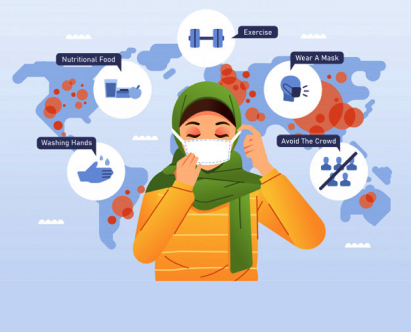 Exercise
Nutritional Food
Wear A Mask
Washing Hands
Avoid The Crowd